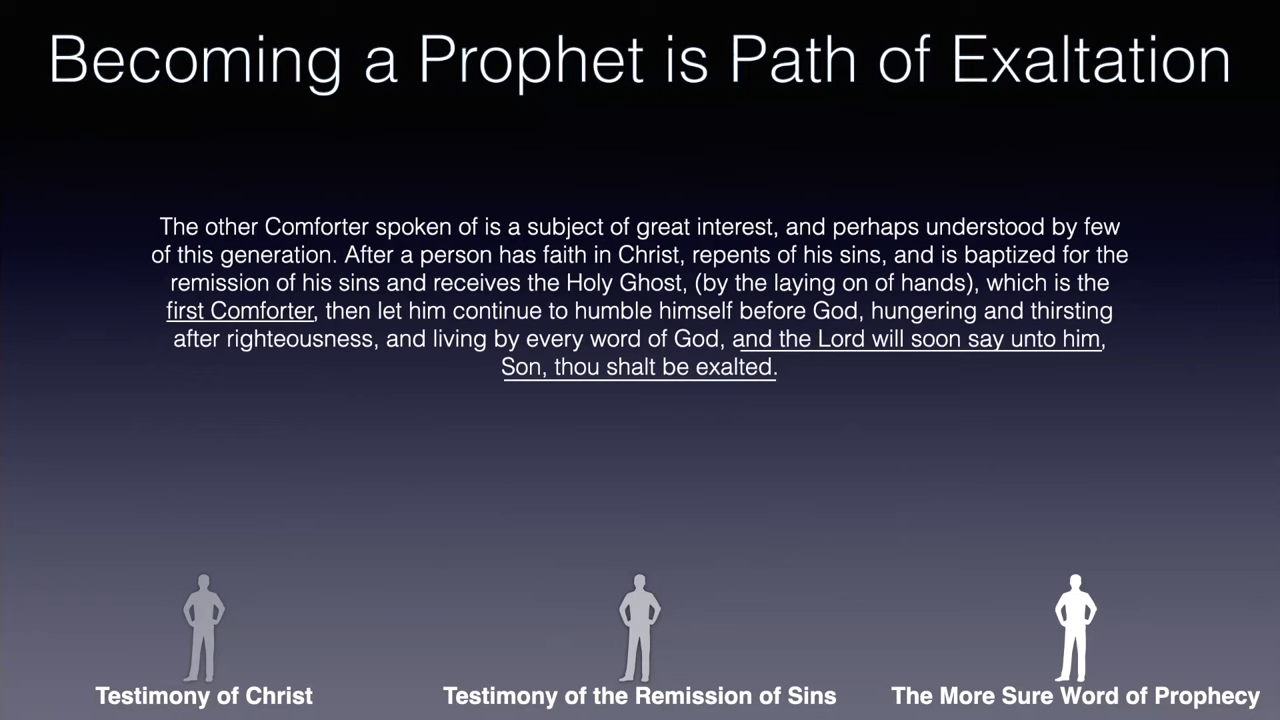 Becoming a Prophet is Path of Exaltation
The other Comforter spoken of is a subject of great interest, and perhaps understood by few
of this generation. After a person has faith in Christ, repents of his sins, and is baptized for the
remission of his sins and receives the Holy Ghost, (by the laying on of hands), which is the
first Comforter, then let him continue to humble himself before God, hungering and thirsting
after righteousness, and living by every word of God, and the Lord will soon say unto him,
Son, thou shalt be exalted.
Testimony of Christ
Testimony of the Remission of Sins
The More Sure Word of Prophecy